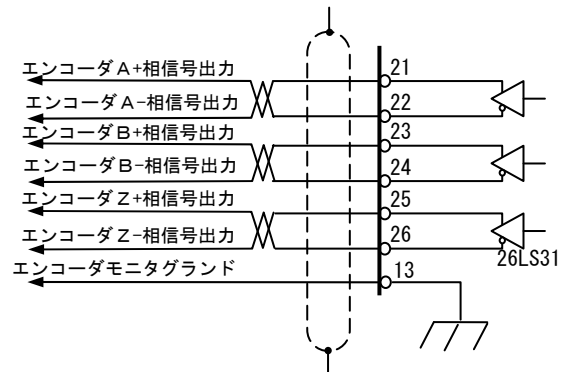 エンコーダA+相信号出力
21
エンコーダA-相信号出力
22
エンコーダB+相信号出力
23
エンコーダB-相信号出力
24
エンコーダZ+相信号出力
25
エンコーダZ-相信号出力
26
26LS31
エンコーダモニタグランド
13